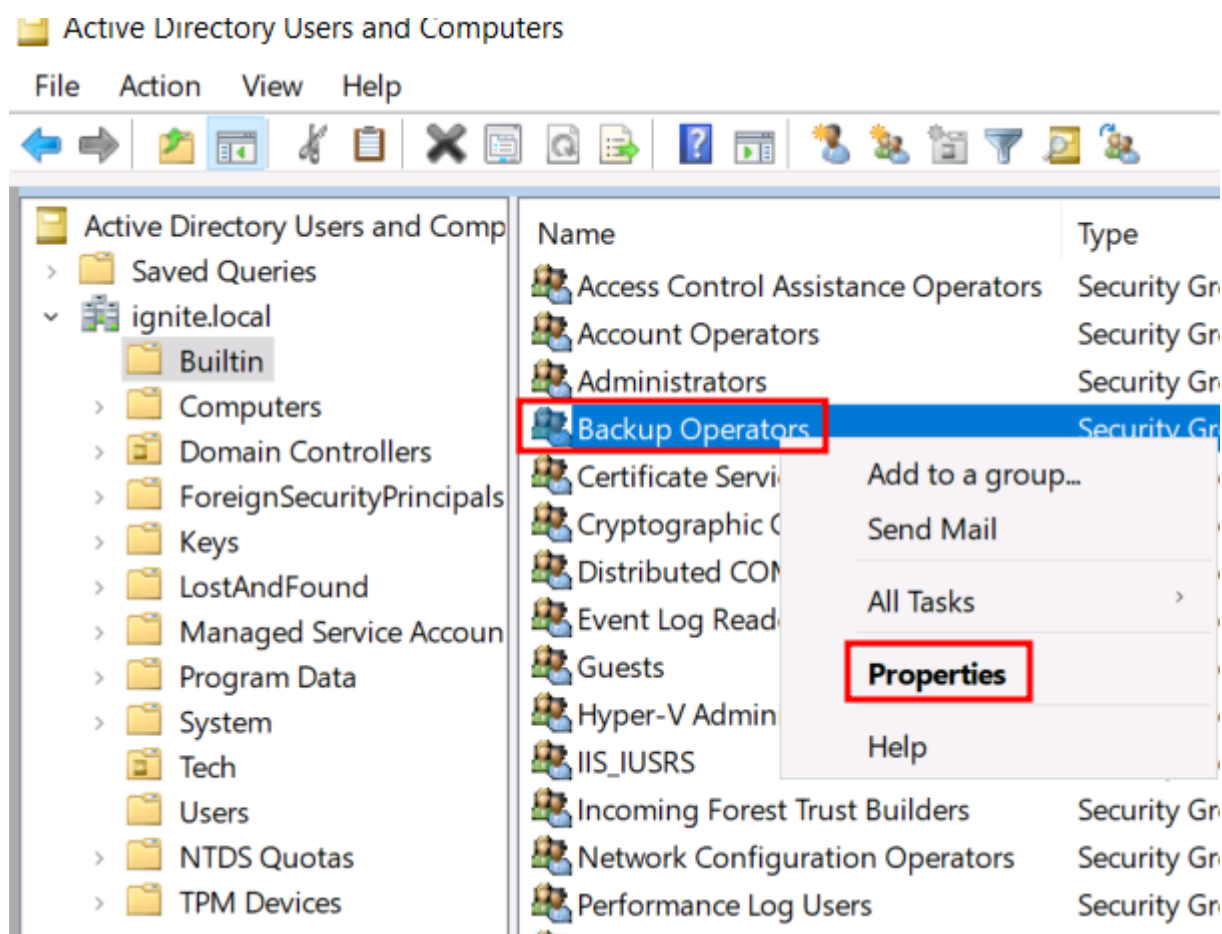 Active Directory Users and Computers
File Action View Help
Active Directory Users and Comp
Saved Queries
ignite.local
Builtin
Computers
Domain Controllers
ForeignSecurityPrincipals
Keys
LostAndFound
Managed Service Accoun
Program Data
System
Tech
Users
NTDS Quotas
TPM Devices
Name Type
Access Control Assistance Operators Security Gr
Account Operators Security Gr
Administrators Security Gr
Backup Operators Security Gr
Certificate Servi
Cryptographic
Distributed COM
Event Log Read
Guests
Hyper-V Admin
IIS_IUSRS
Incoming Forest Trust Builders Security Gr
Network Configuration Operators Security Gr
Performance Log Users Security Gr
Add to a group...
Send Mail
All Tasks
Properties
Help